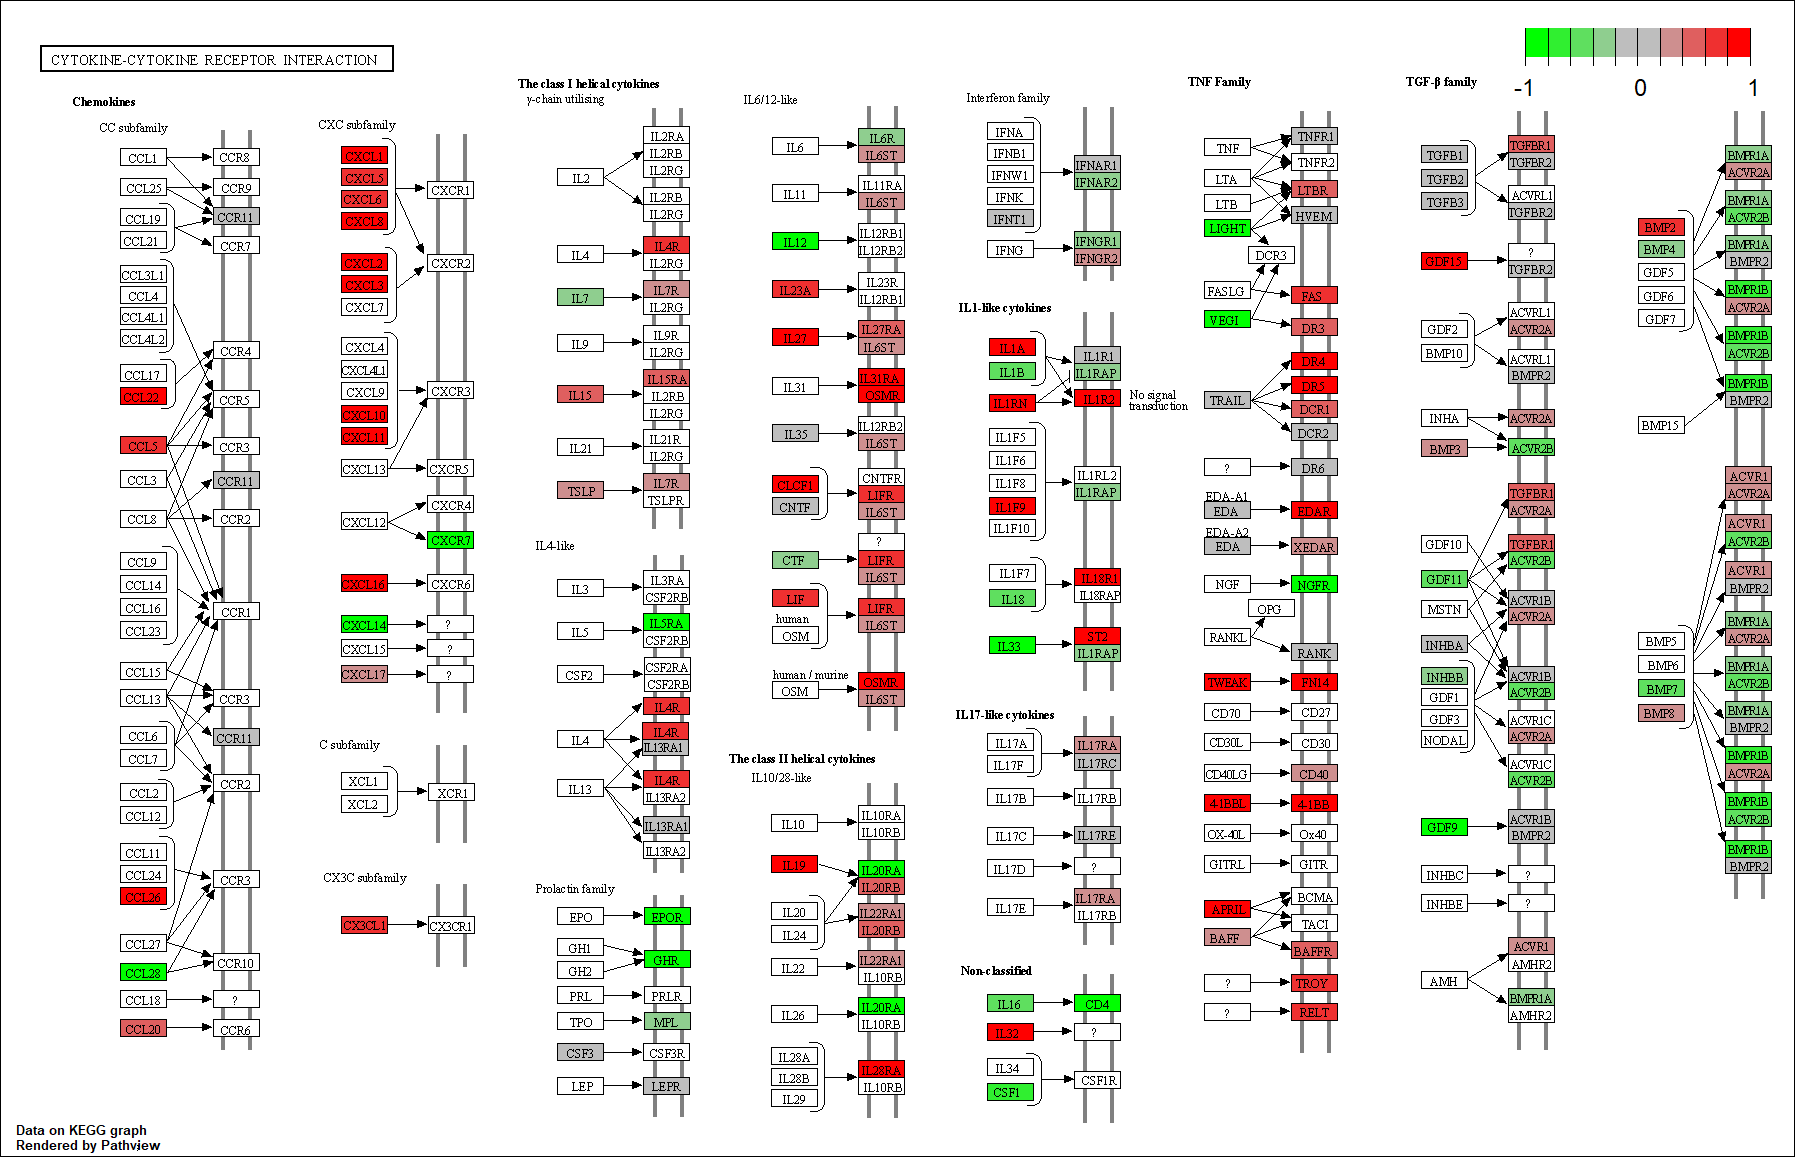 CYTOKINE-CYTOKINE RECEPTOR INTERACTION
-1
0
1
Chemokines
CC subfamily
CCL1
CCR8
CCL25
CCR9
CCR11
CCL19
CCL21
CCR7
CCL3L1
CCL4
CCL4L1
CCL4L2
CCR4
CCL17
CCL22
CCR5
CCL5
CCR3
CCL3
CCR11
CCL8
CCR2
CCL9
CCL14
CCL16
CCL23
CCR1
CCL15
CCL13
CCR3
CCL6
CCL7
CCR11
CCR2
CCL2
CCL12
CCL11
CCL24
CCL26
CCR3
CCL27
CCL28
CCR10
CCL18
?
CCL20
CCR6
CXC subfamily
CXCL1
CXCL5
CXCL6
CXCL8
CXCR1
CXCL2
CXCL3
CXCL7
CXCR2
CXCL4
CXCL4L1
CXCL9
CXCL10
CXCL11
CXCR3
CXCL13
CXCR5
CXCL12
CXCR4
CXCR7
CXCL16
CXCR6
CXCL14
?
CXCL15
?
CXCL17
?
C subfamily
XCL1
XCL2
XCR1
CX3C subfamily
CX3CL1
CX3CR1
The class I helical cytokines
γ-chain utilising
IL2
IL2RA
IL2RB
IL2RG
IL2RB
IL2RG
IL4
IL4R
IL2RG
IL7
IL7R
IL2RG
IL9
IL9R
IL2RG
IL15
IL15RA
IL2RB
IL2RG
IL21
IL21R
IL2RG
TSLP
IL7R
TSLPR
IL4-like
IL3
IL3RA
CSF2RB
IL5
IL5RA
CSF2RB
CSF2
CSF2RA
CSF2RB
IL4R
IL4
IL4R
IL13RA1
IL13
IL4R
IL13RA2
IL13RA1
IL13RA2
Prolactin family
EPO
EPOR
GH1
GH2
GHR
PRL
PRLR
TPO
MPL
CSF3
CSF3R
LEP
LEPR
IL6/12-like
IL6
IL6R
IL6ST
IL11
IL11RA
IL6ST
IL12
IL12RB1
IL12RB2
IL23A
IL23R
IL12RB1
IL27
IL27RA
IL6ST
IL31
IL31RA
OSMR
IL35
IL12RB2
IL6ST
CLCF1
CNTF
CNTFR
LIFR
IL6ST
CTF
?
LIFR
IL6ST
LIF
human
OSM
LIFR
IL6ST
human / murine
OSM
OSMR
IL6ST
The class II helical cytokines
IL10/28-like
IL10
IL10RA
IL10RB
IL19
IL20RA
IL20RB
IL20
IL24
IL22RA1
IL20RB
IL22
IL22RA1
IL10RB
IL26
IL20RA
IL10RB
IL28A
IL28B
IL29
IL28RA
IL10RB
Interferon family
IFNA
IFNB1
IFNW1
IFNK
IFNT1
IFNAR1
IFNAR2
IFNG
IFNGR1
IFNGR2
IL1-like cytokines
IL1A
IL1B
IL1RN
IL1R1
IL1RAP
IL1R2
No signal
transduction
IL1F5
IL1F6
IL1F8
IL1F9
IL1F10
IL1RL2
IL1RAP
IL1F7
IL18
IL18R1
IL18RAP
IL33
ST2
IL1RAP
IL17-like cytokines
IL17A
IL17F
IL17RA
IL17RC
IL17B
IL17RB
IL17C
IL17RE
IL17D
?
IL17E
IL17RA
IL17RB
Non-classified
IL16
CD4
IL32
?
IL34
CSF1
CSF1R
TNF Family
TNF
TNFR1
TNFR2
LTA
LTBR
LTB
HVEM
LIGHT
DCR3
FASLG
FAS
VEGI
DR3
TRAIL
DR4
DR5
DCR1
DCR2
?
DR6
EDA-A1
EDA
EDAR
EDA-A2
EDA
XEDAR
NGF
NGFR
OPG
RANKL
RANK
TWEAK
FN14
CD70
CD27
CD30L
CD30
CD40LG
CD40
4-1BBL
4-1BB
OX-40L
Ox40
GITRL
GITR
APRIL
BCMA
TACI
BAFF
BAFFR
?
TROY
?
RELT
TGF-β family
TGFB1
TGFB2
TGFB3
TGFBR1
TGFBR2
ACVRL1
TGFBR2
GDF15
?
TGFBR2
GDF2
BMP10
ACVRL1
ACVR2A
ACVRL1
BMPR2
INHA
ACVR2A
BMP3
ACVR2B
GDF10
GDF11
MSTN
INHBA
TGFBR1
ACVR2A
TGFBR1
ACVR2B
ACVR1B
ACVR2A
INHBB
GDF1
GDF3
NODAL
ACVR1B
ACVR2B
ACVR1C
ACVR2A
ACVR1C
ACVR2B
GDF9
ACVR1B
BMPR2
INHBC
?
INHBE
?
AMH
ACVR1
AMHR2
BMPR1A
AMHR2
BMP2
BMP4
GDF5
GDF6
GDF7
BMPR1A
ACVR2A
BMPR1A
ACVR2B
BMPR1A
BMPR2
BMPR1B
ACVR2A
BMPR1B
ACVR2B
BMPR1B
BMPR2
BMP15
BMP5
BMP6
BMP7
BMP8
ACVR1
ACVR2A
ACVR1
ACVR2B
ACVR1
BMPR2
BMPR1A
ACVR2A
BMPR1A
ACVR2B
BMPR1A
BMPR2
BMPR1B
ACVR2A
BMPR1B
ACVR2B
BMPR1B
BMPR2
Data on KEGG graph
Rendered by Pathview